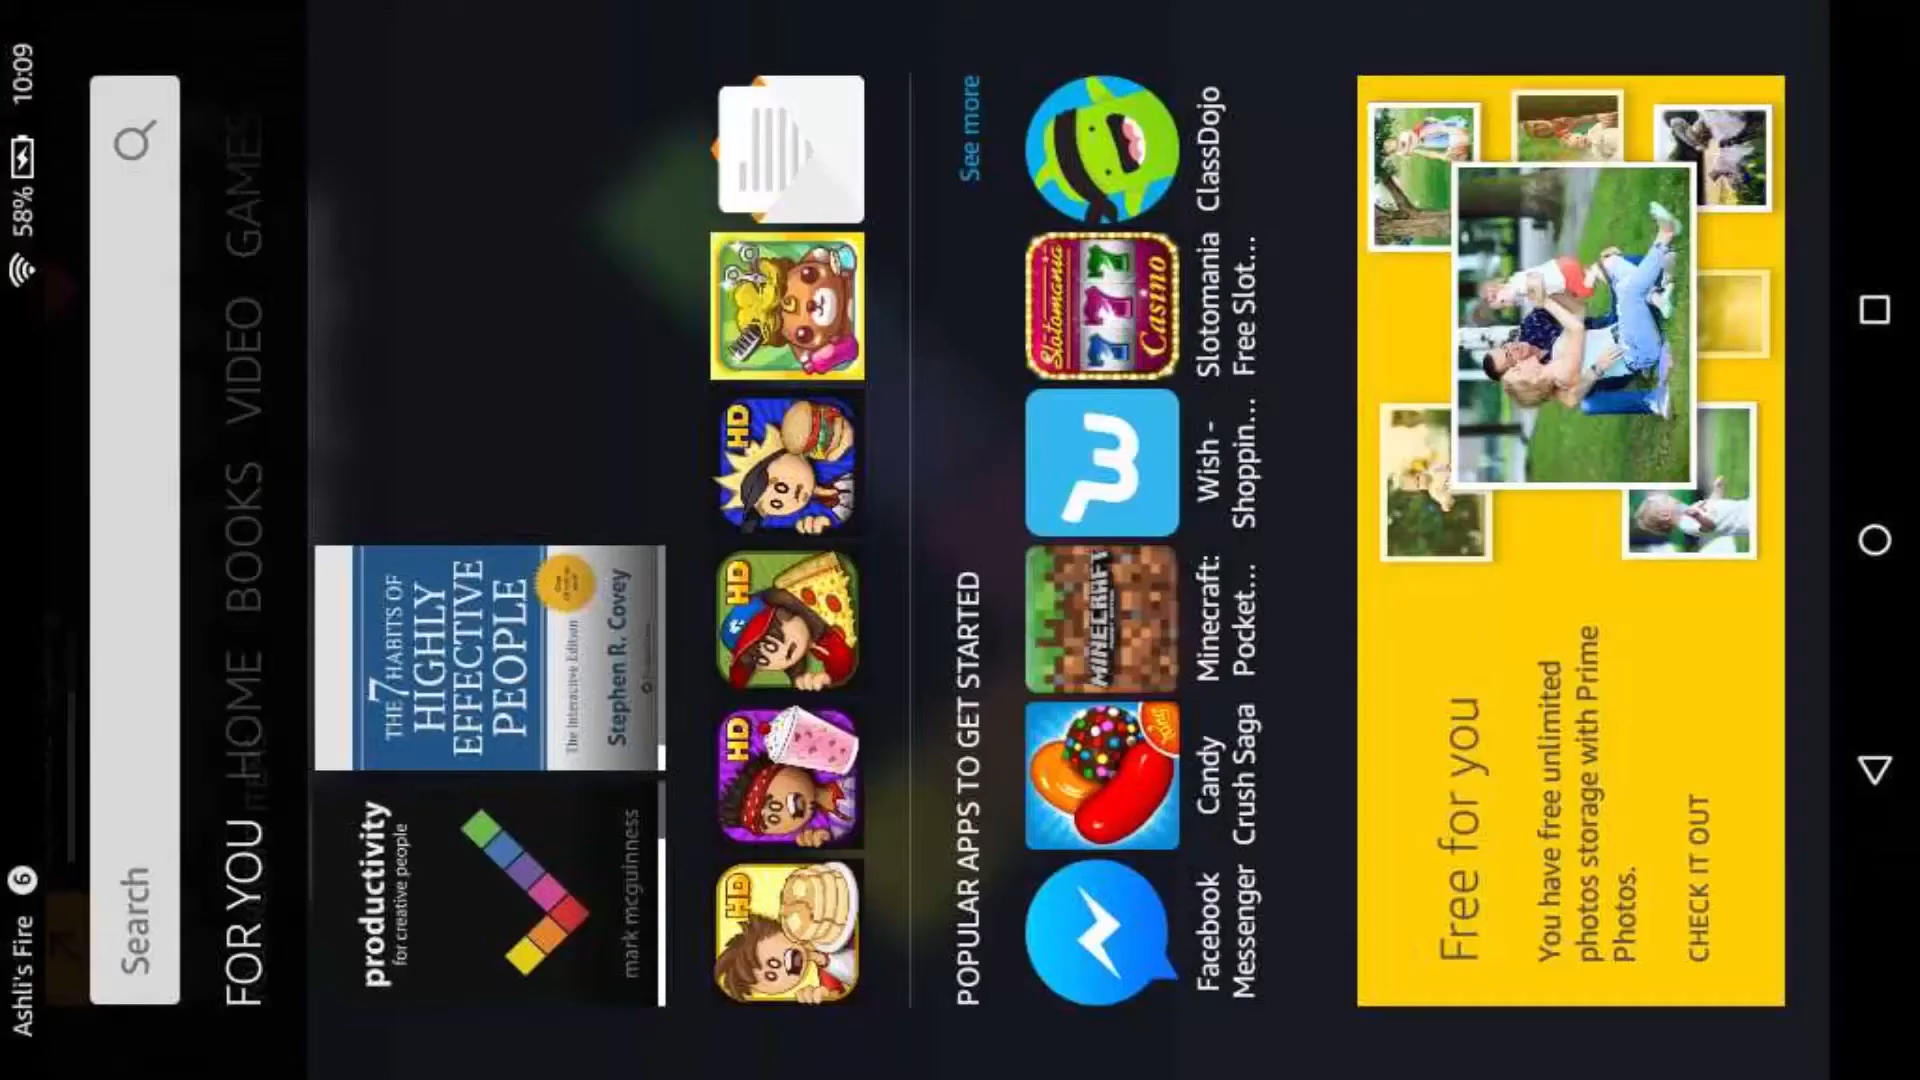 Ashli's Fire 6 58% 10:09
Search
FOR YOU HOME BOOKS VIDEO GAMES
productivity
for creative people
mark mcguinness
THE 7 HABITS OF
HIGHLY
EFFECTIVE
PEOPLE
The Interactive Edition
Stephen R. Covey
HD
HD
HD
HD
POPULAR APPS TO GET STARTED
See more
MINECRAFT
Slotomania
777
Casino
King
Facebook
Messenger
Candy
Crush Saga
Minecraft:
Pocket...
Wish -
Shoppin...
Slotomania
Free Slot...
ClassDojo
Free for you
You have free unlimited
photos storage with Prime
Photos.
CHECK IT OUT